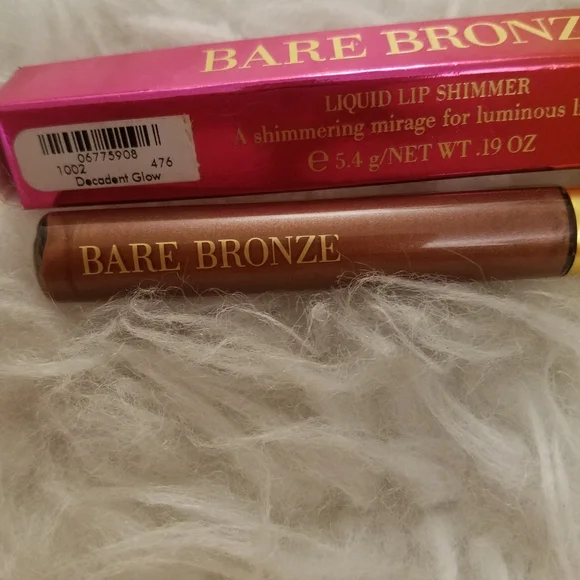 BARE BRONZ
LIQUID LIP SHIMMER
A shimmering mirage for luminous
e 5.4 g/NET WT .19 OZ
06775908
1002 476
Decadent Glow
BARE BRONZE